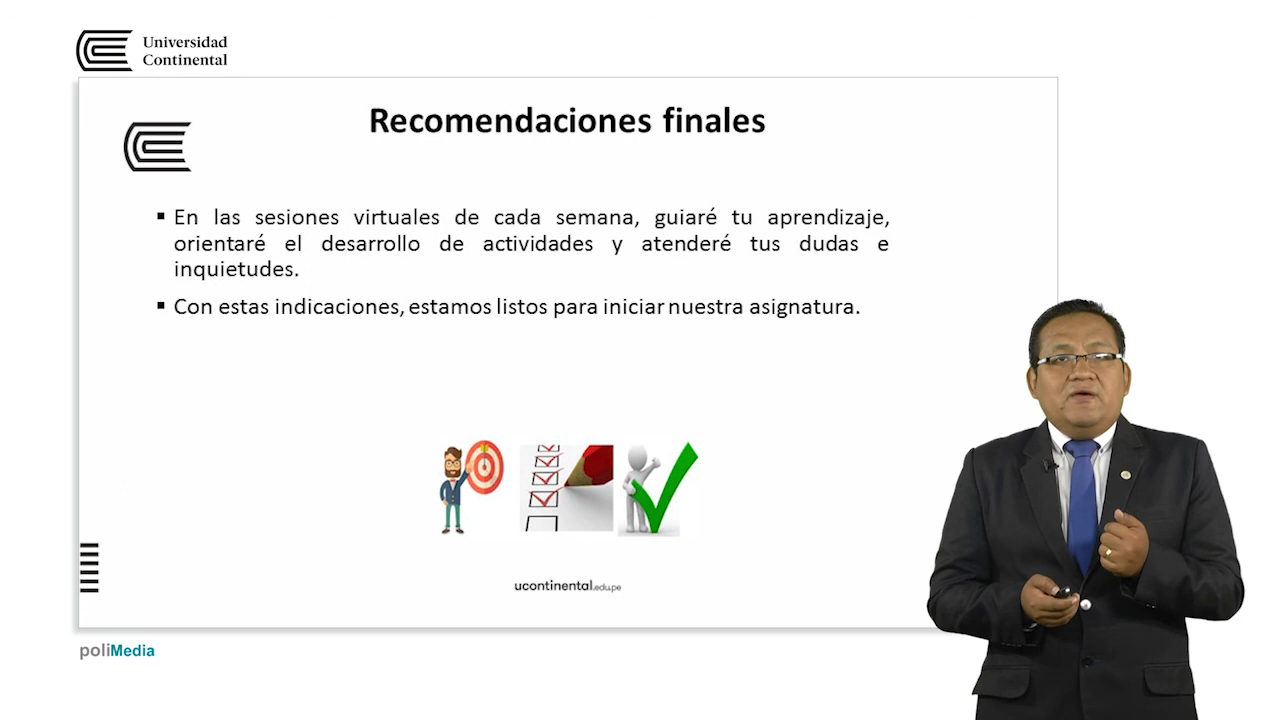 Universidad
Continental
Recomendaciones finales
▪ En las sesiones virtuales de cada semana, guiaré tu aprendizaje,
orientaré el desarrollo de actividades y atenderé tus dudas e
inquietudes.
▪ Con estas indicaciones, estamos listos para iniciar nuestra asignatura.
ucontinental.edu.pe
poliMedia